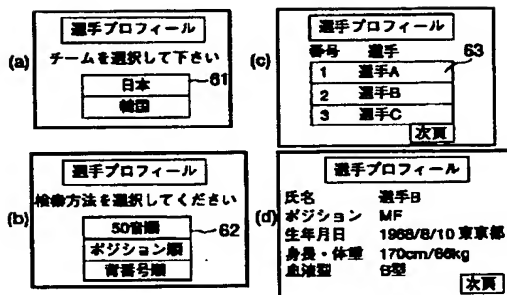 (a)
選手プロフィール
チームを選択して下さい
日本
韓国
61
(b)
選手プロフィール
検索方法を選択してください
50音順
ポジション順
背番号順
62
(c)
選手プロフィール
番号 選手
1 選手A
2 選手B
3 選手C
次頁
63
(d)
選手プロフィール
氏名 選手B
ポジション MF
生年月日 1968/8/10 東京都
身長・体重 170cm/66kg
血液型 B型
次頁